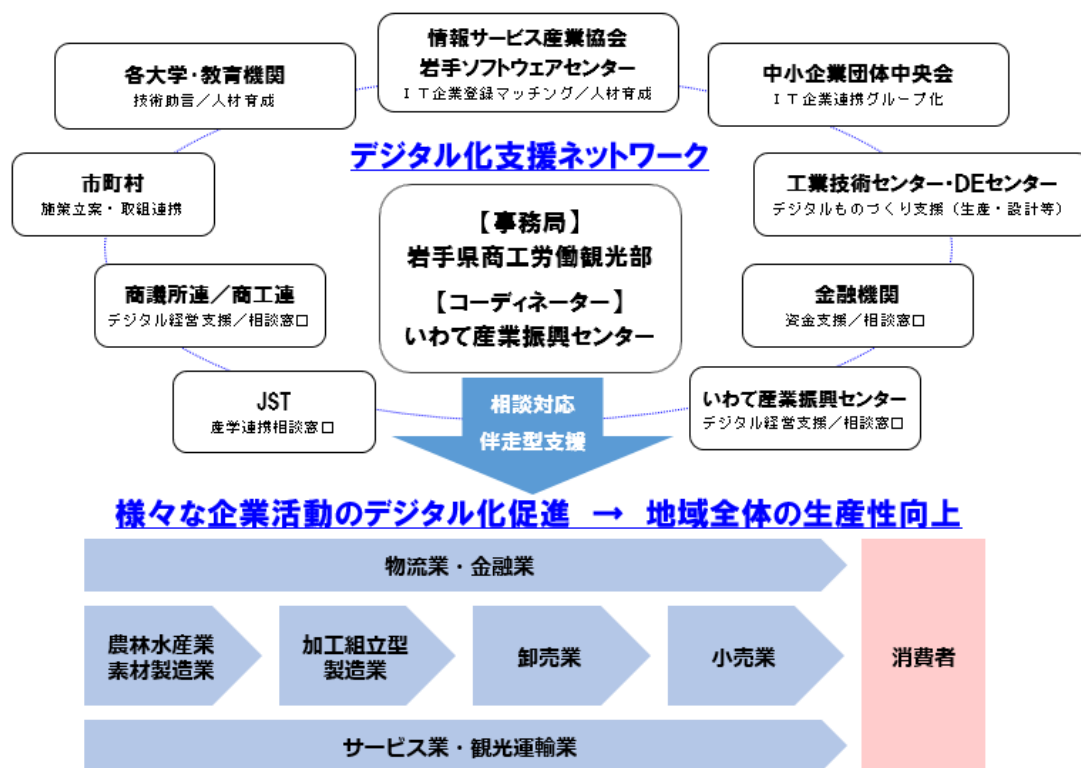 情報サービス産業協会
岩手ソフトウェアセンター
ＩＴ企業登録マッチング／人材育成
各大学・教育機関
技術助言／人材育成
中小企業団体中央会
ＩＴ企業連携グループ化
デジタル化支援ネットワーク
市町村
施策立案・取組連携
工業技術センター・DEセンター
デジタルものづくり支援（生産・設計等）
【事務局】
岩手県商工労働観光部
【コーディネーター】
いわて産業振興センター
商議所連／商工連
デジタル経営支援／相談窓口
金融機関
資金支援／相談窓口
JST
産学連携相談窓口
いわて産業振興センター
デジタル経営支援／相談窓口
相談対応
伴走型支援
様々な企業活動のデジタル化促進 → 地域全体の生産性向上
物流業・金融業
農林水産業
素材製造業
加工組立型
製造業
卸売業
小売業
消費者
サービス業・観光運輸業